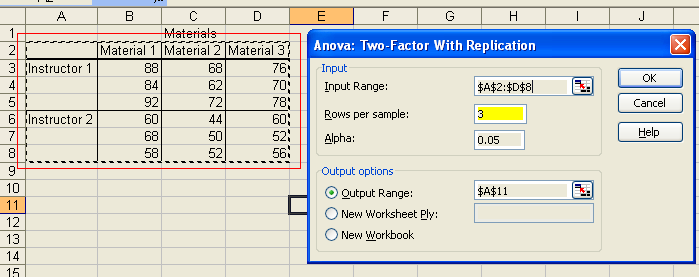 A B C D E F G H I J
1 Materials
2 Material 1 Material 2 Material 3
3 Instructor 1 88 68 76
4 84 62 70
5 92 72 78
6 Instructor 2 60 44 60
7 68 50 52
8 58 52 56
9
10
11
12
13
14
15
Anova: Two-Factor With Replication
Input
Input Range: $A$2:$D$8
Rows per sample: 3
Alpha: 0.05
Output options
Output Range: $A$11
New Worksheet Ply:
New Workbook
OK
Cancel
Help